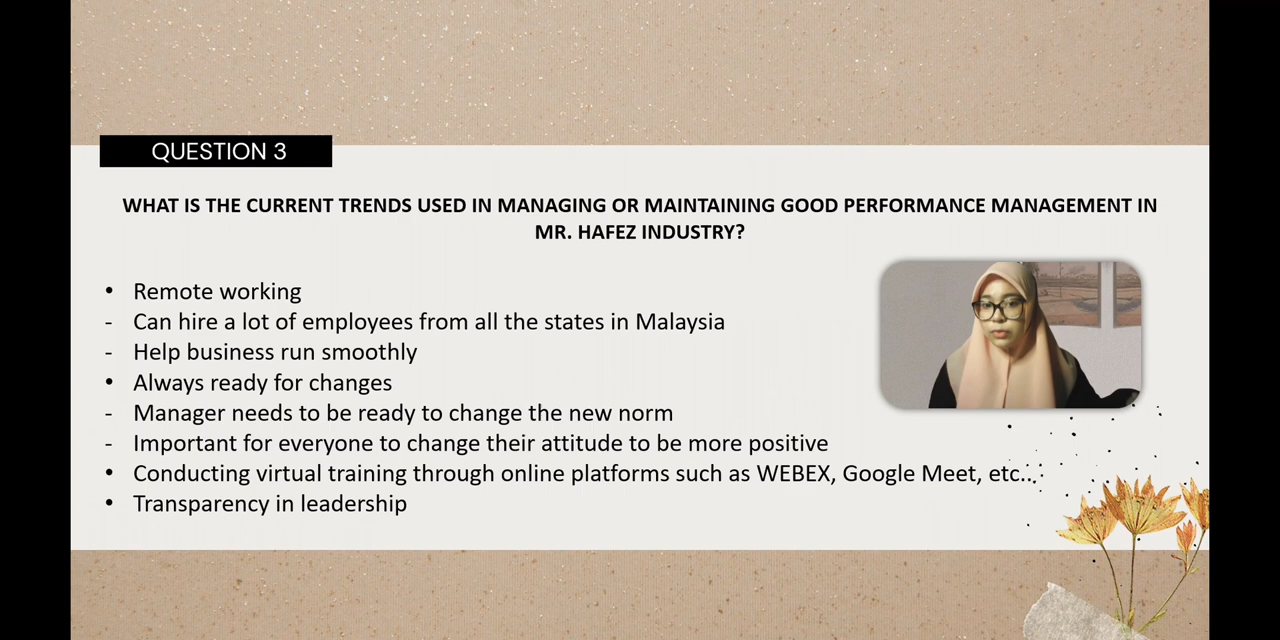 QUESTION 3
WHAT IS THE CURRENT TRENDS USED IN MANAGING OR MAINTAINING GOOD PERFORMANCE MANAGEMENT IN
MR. HAFEZ INDUSTRY?
• Remote working
- Can hire a lot of employees from all the states in Malaysia
- Help business run smoothly
• Always ready for changes
- Manager needs to be ready to change the new norm
- Important for everyone to change their attitude to be more positive
• Conducting virtual training through online platforms such as WEBEX, Google Meet, etc..
• Transparency in leadership